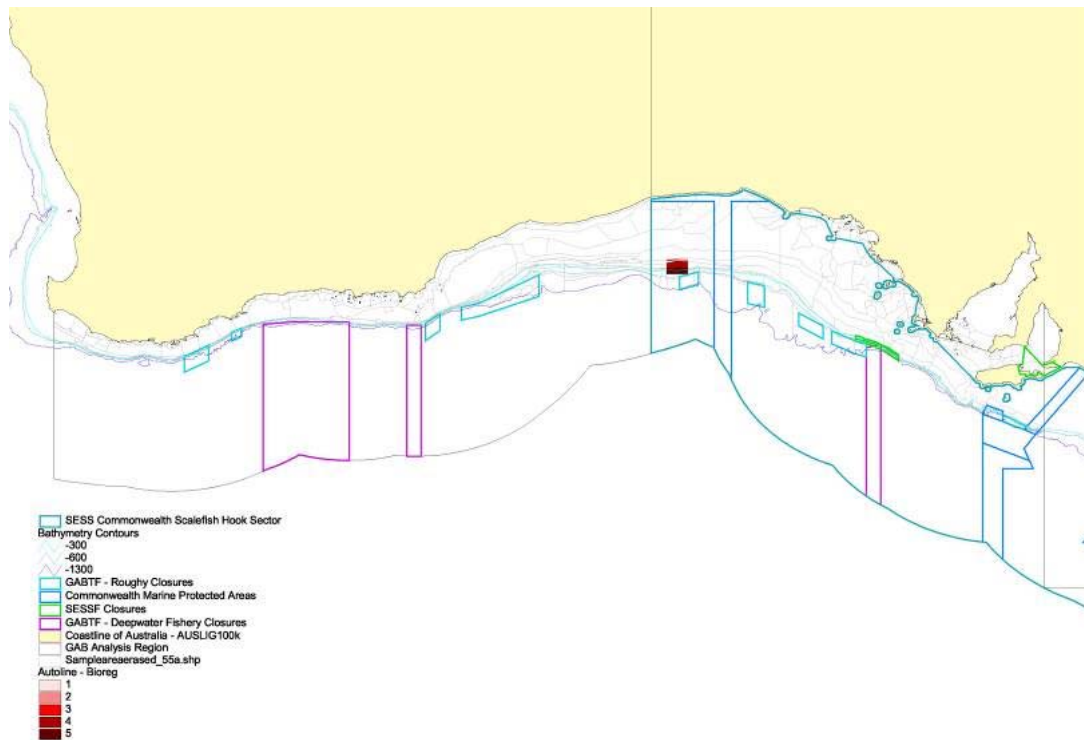 SESS Commonwealth Scalefish Hook Sector
Bathymetry Contours
-300
-600
-1300
GABTF - Roughy Closures
Commonwealth Marine Protected Areas
SESSF Closures
GABTF - Deepwater Fishery Closures
Coastline of Australia - AUSLIG100k
GAB Analysis Region
Sampleareaerased_55a.shp
Autoline - Bioreg
1
2
3
4
5